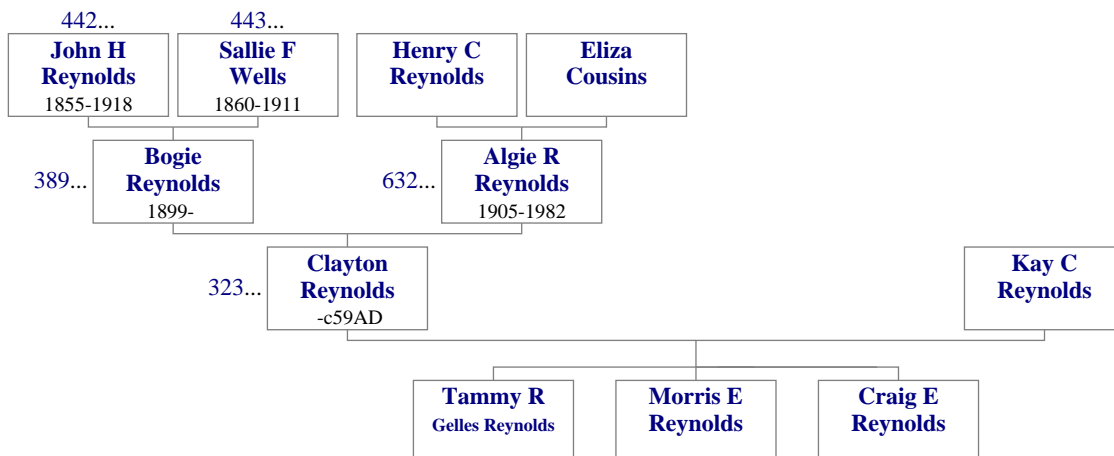 442...
443...
John H
Reynolds
1855-1918
Sallie F
Wells
1860-1911
Henry C
Reynolds
Eliza
Cousins
389...
Bogie
Reynolds
1899-
632...
Algie R
Reynolds
1905-1982
323...
Clayton
Reynolds
-c59AD
Kay C
Reynolds
Tammy R
Gelles Reynolds
Morris E
Reynolds
Craig E
Reynolds